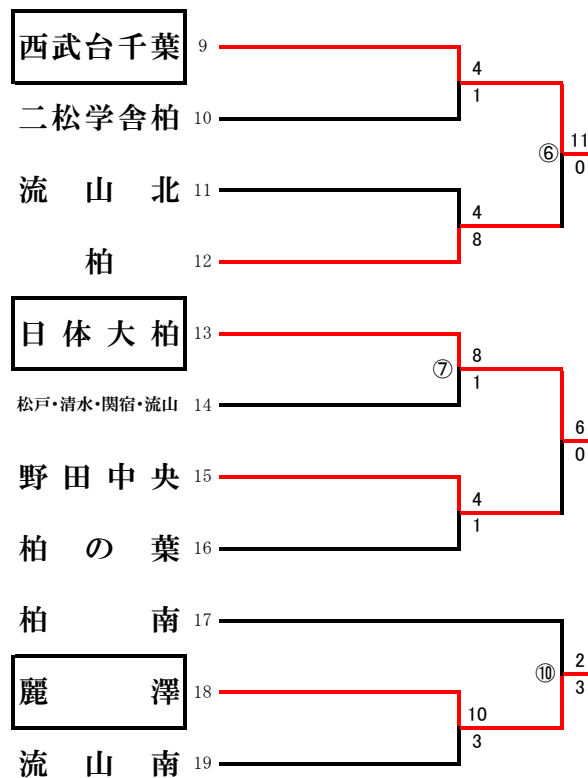 西武台千葉 9
4
二松学舎柏 10
1
⑥ 11
0
流山北 11
4
柏 12
8
日体大柏 13
8
⑦
1
松戸・清水・関宿・流山 14
6
0
野田中央 15
4
柏の葉 16
1
柏南 17
2
⑩
3
麗澤 18
10
流山南 19
3